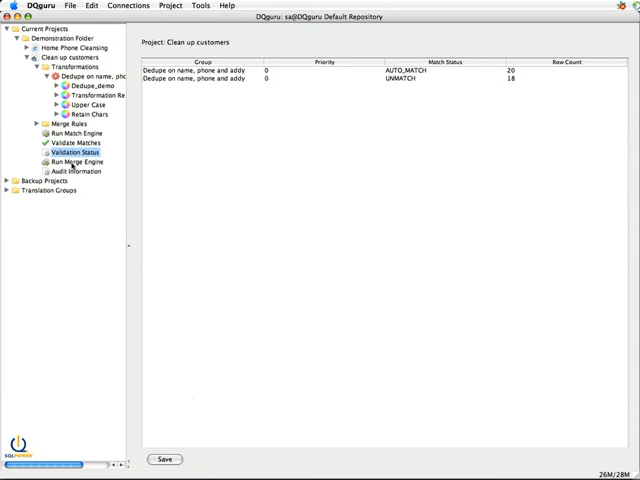 DQguru File Edit Connections Project Tools Help
DQguru: sa@DQguru Default Repository
Current Projects
Demonstration Folder
Home Phone Cleansing
Clean up customers
Transformations
Dedupe on name, pho
Dedupe_demo
Transformation Re
Upper Case
Retain Chars
Merge Rules
Run Match Engine
Validate Matches
Validation Status
Run Merge Engine
Audit Information
Backup Projects
Translation Groups
SQLPOWER
Project: Clean up customers
Group Priority Match Status Row Count
Dedupe on name, phone and addy 0 AUTO_MATCH 20
Dedupe on name, phone and addy 0 UNMATCH 18
Save
26M/28M